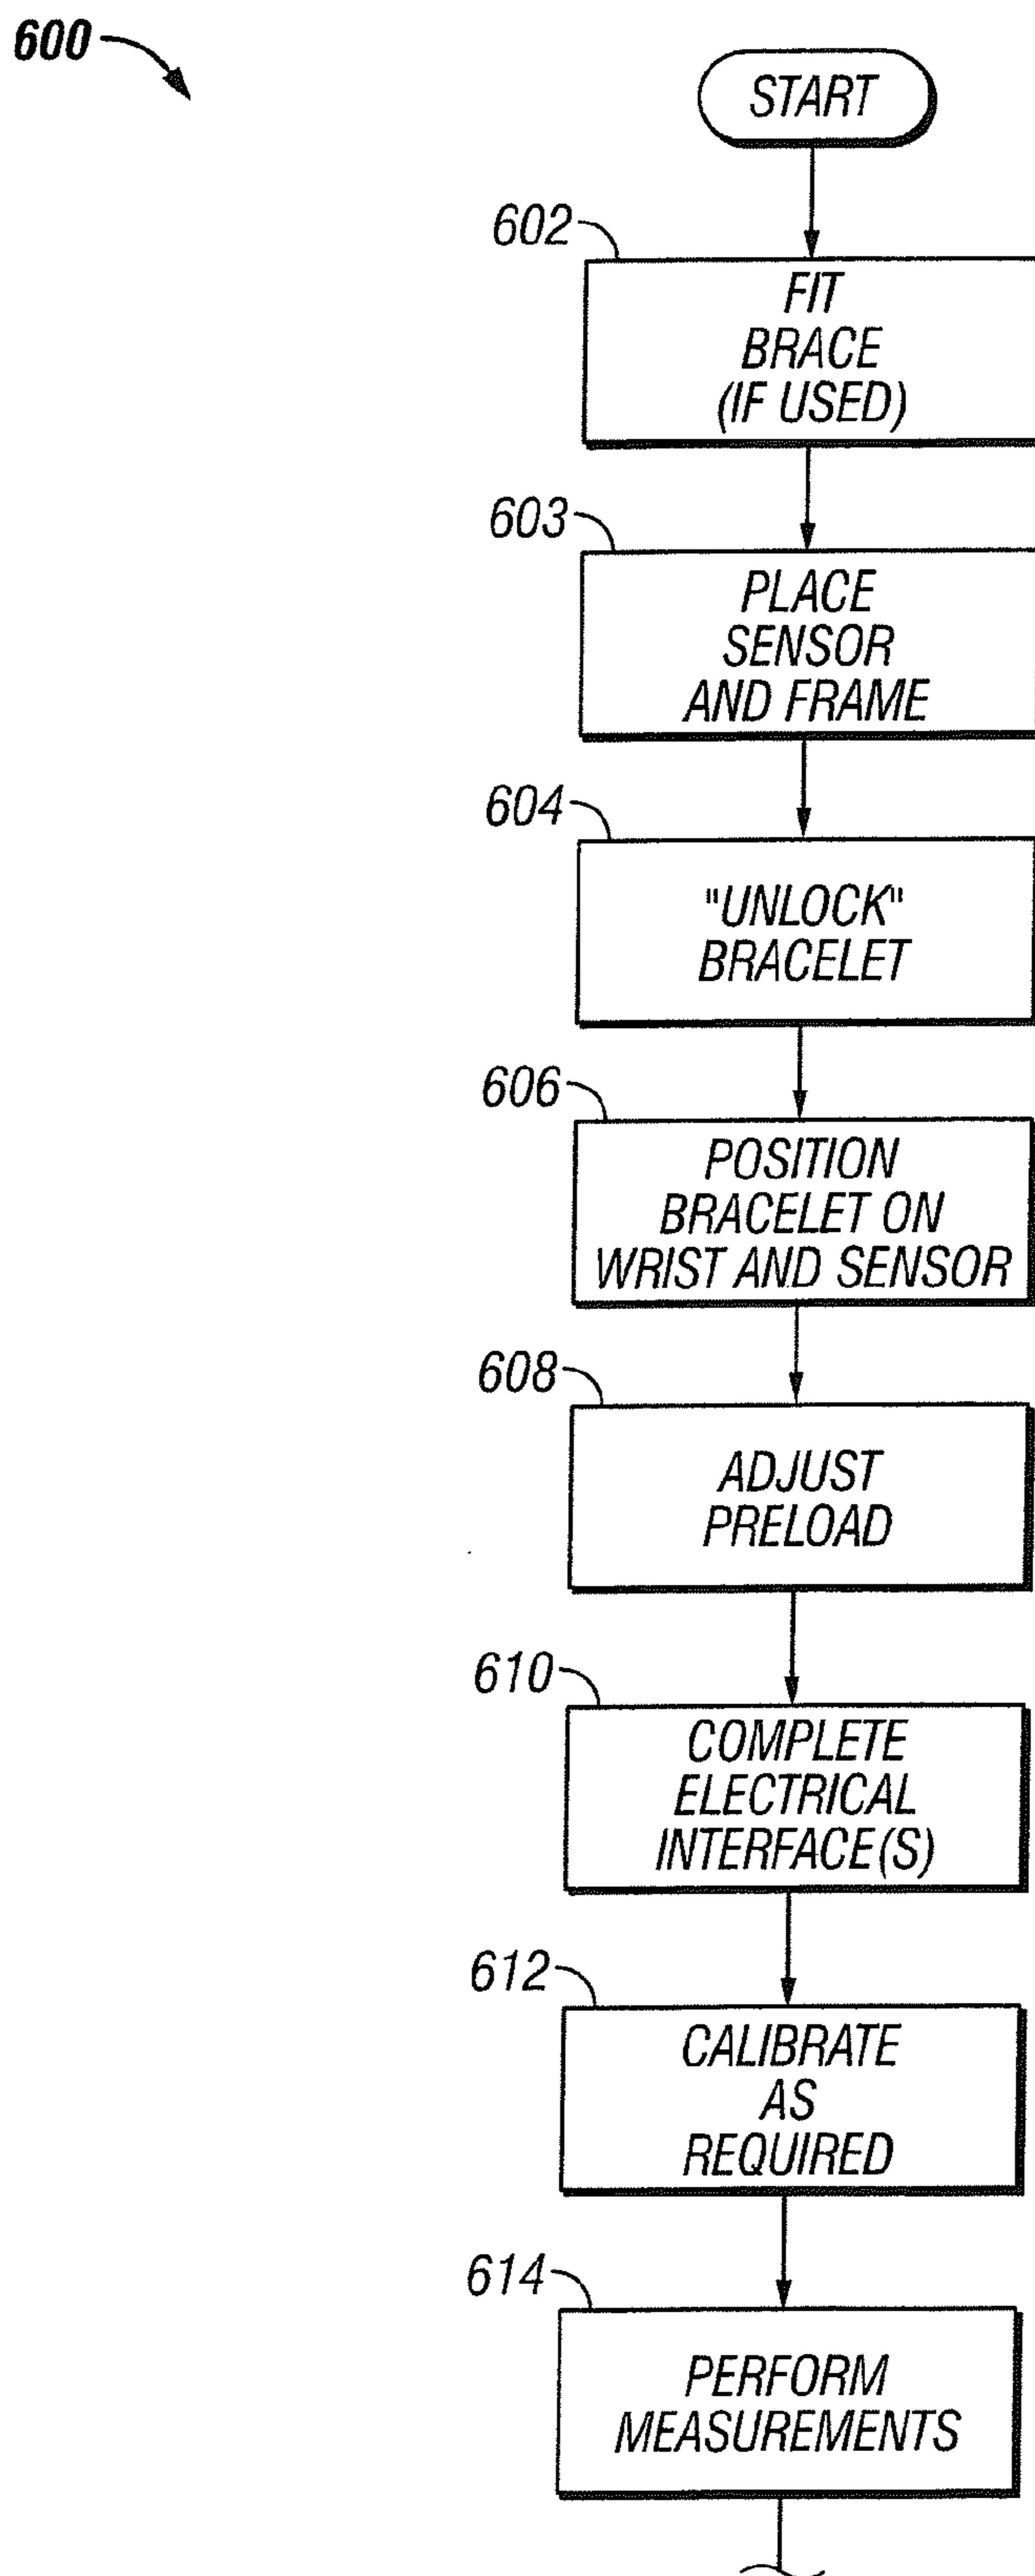 600
START
602
FIT
BRACE
(IF USED)
603
PLACE
SENSOR
AND FRAME
604
"UNLOCK"
BRACELET
606
POSITION
BRACELET ON
WRIST AND SENSOR
608
ADJUST
PRELOAD
610
COMPLETE
ELECTRICAL
INTERFACE(S)
612
CALIBRATE
AS
REQUIRED
614
PERFORM
MEASUREMENTS